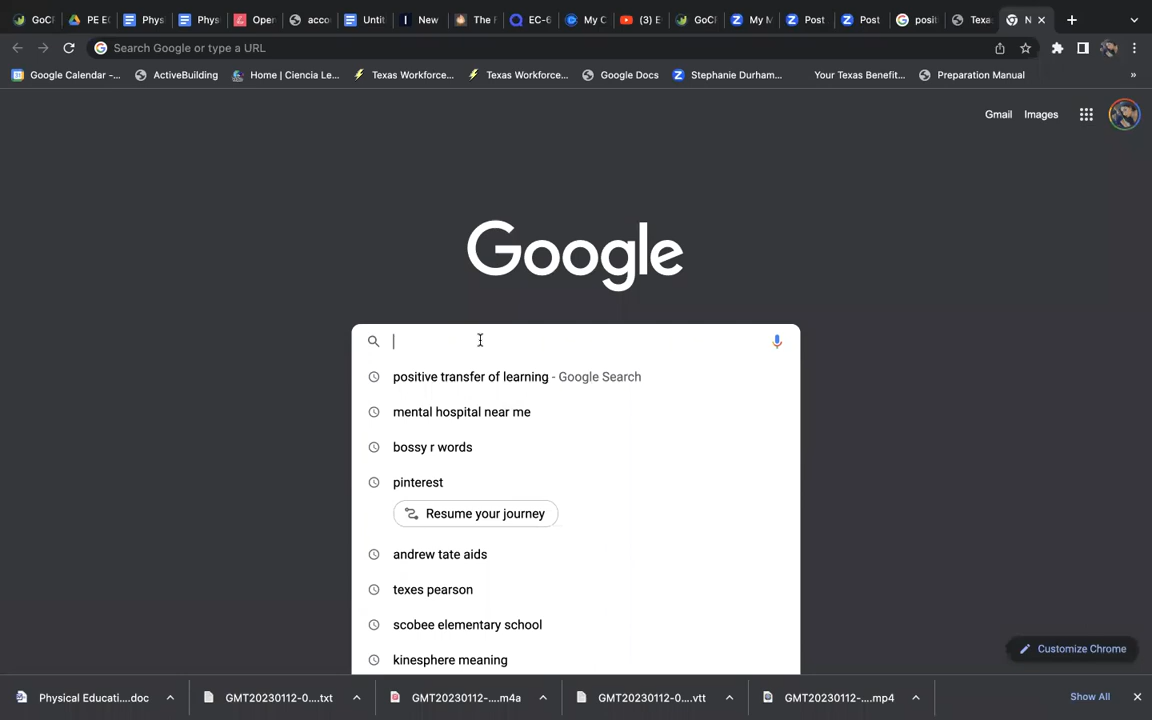 GoCF
PE EC
Phys
Phys
Oper
acco
Untit
New
The F
EC-6
My C
(3) E
GoCF
My M
Post
Post
posit
Texa
N
Search Google or type a URL
Google Calendar -...
ActiveBuilding
Home | Ciencia Le...
Texas Workforce...
Texas Workforce...
Google Docs
Stephanie Durham...
Your Texas Benefit...
Preparation Manual
»
Gmail
Images
Google
positive transfer of learning - Google Search
mental hospital near me
bossy r words
pinterest
Resume your journey
andrew tate aids
texes pearson
scobee elementary school
kinesphere meaning
Customize Chrome
Physical Educati....doc
GMT20230112-0....txt
GMT20230112-....m4a
GMT20230112-0....vtt
GMT20230112-....mp4
Show All